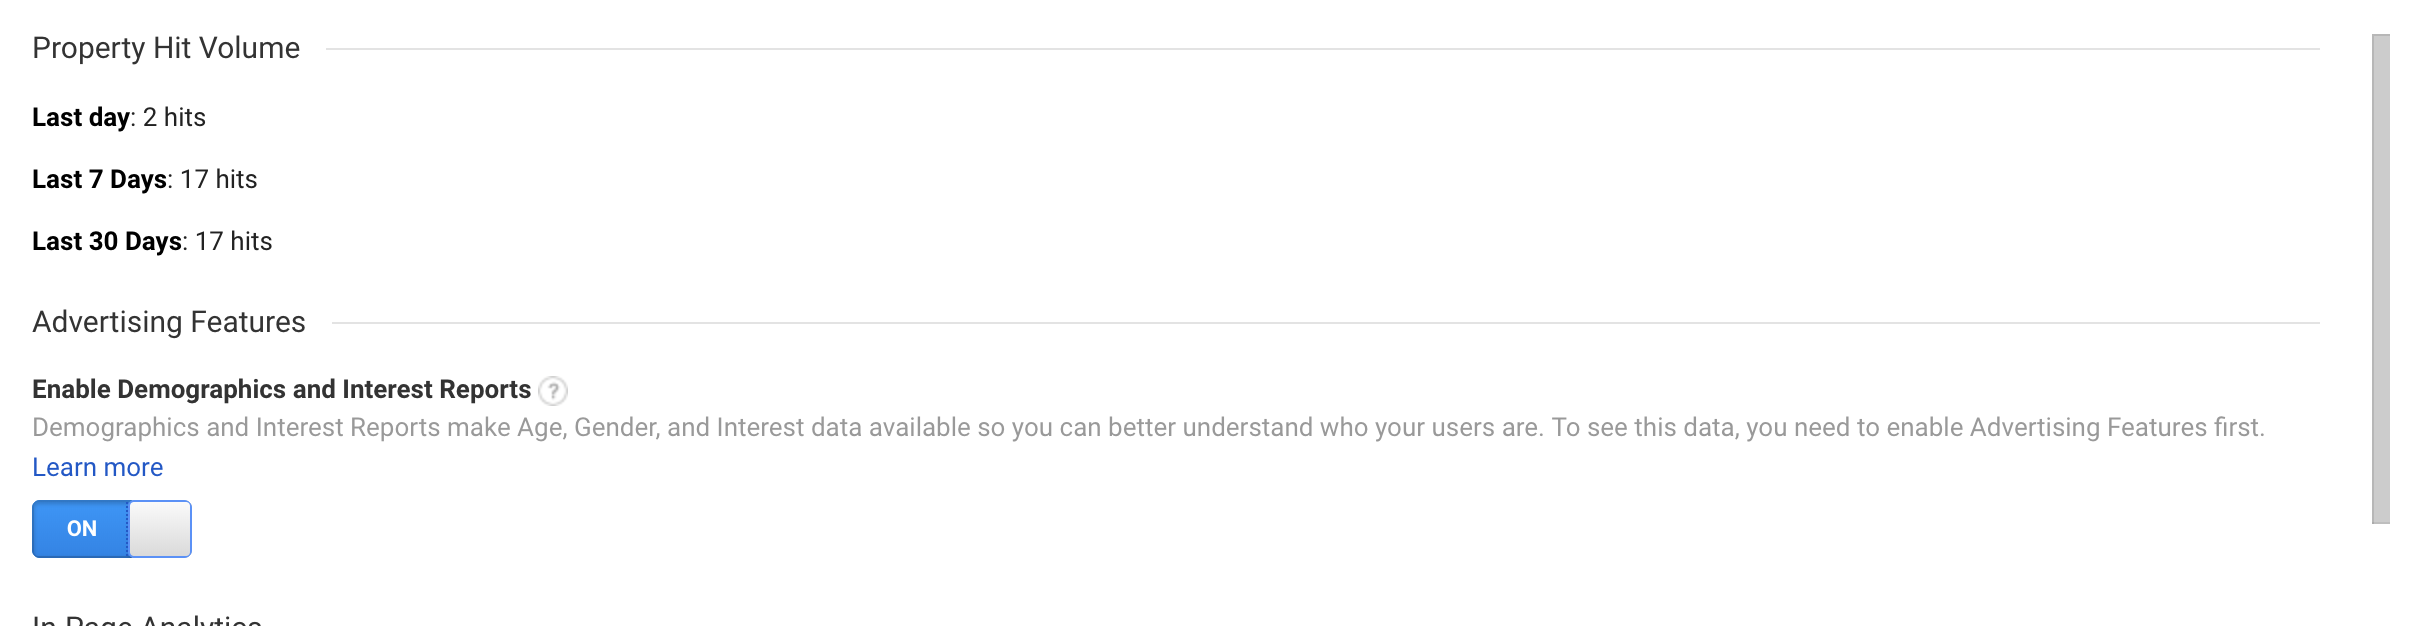 Property Hit Volume
Last day: 2 hits
Last 7 Days: 17 hits
Last 30 Days: 17 hits
Advertising Features
Enable Demographics and Interest Reports ?
Demographics and Interest Reports make Age, Gender, and Interest data available so you can better understand who your users are. To see this data, you need to enable Advertising Features first.
Learn more
ON
In-Page Analytics